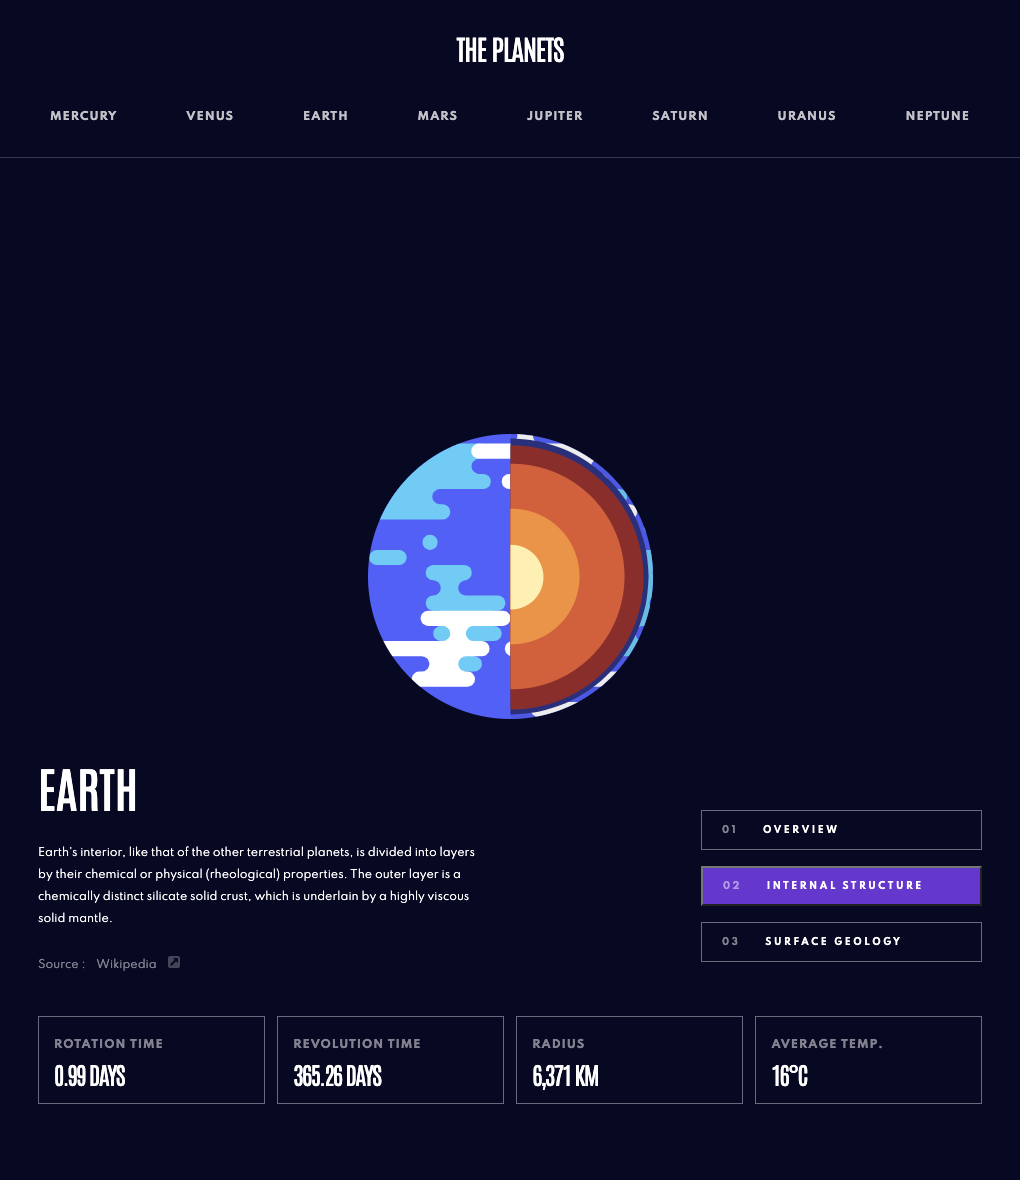 THE PLANETS
MERCURY VENUS EARTH MARS JUPITER SATURN URANUS NEPTUNE
EARTH
Earth's interior, like that of the other terrestrial planets, is divided into layers
by their chemical or physical (rheological) properties. The outer layer is a
chemically distinct silicate solid crust, which is underlain by a highly viscous
solid mantle.
Source : Wikipedia
01 OVERVIEW
02 INTERNAL STRUCTURE
03 SURFACE GEOLOGY
ROTATION TIME
0.99 DAYS
REVOLUTION TIME
365.26 DAYS
RADIUS
6,371 KM
AVERAGE TEMP.
16°C